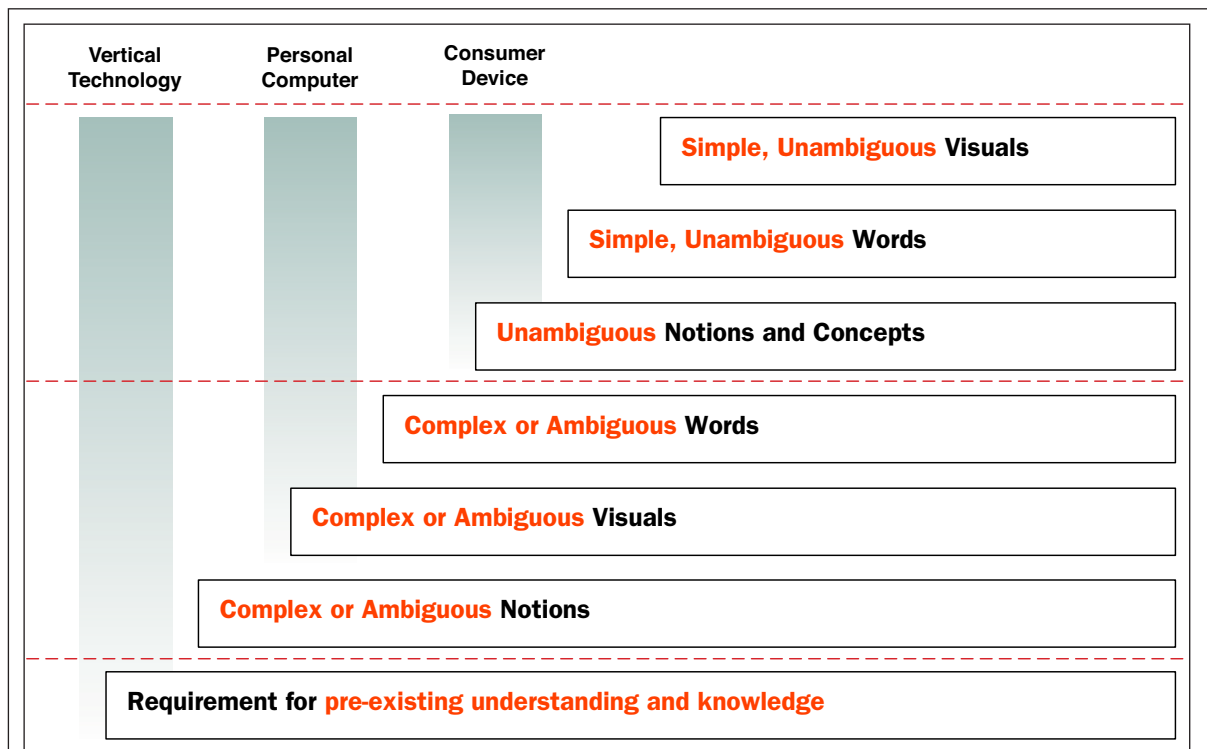 Vertical
Technology
Personal
Computer
Consumer
Device
Simple, Unambiguous Visuals
Simple, Unambiguous Words
Unambiguous Notions and Concepts
Complex or Ambiguous Words
Complex or Ambiguous Visuals
Complex or Ambiguous Notions
Requirement for pre-existing understanding and knowledge